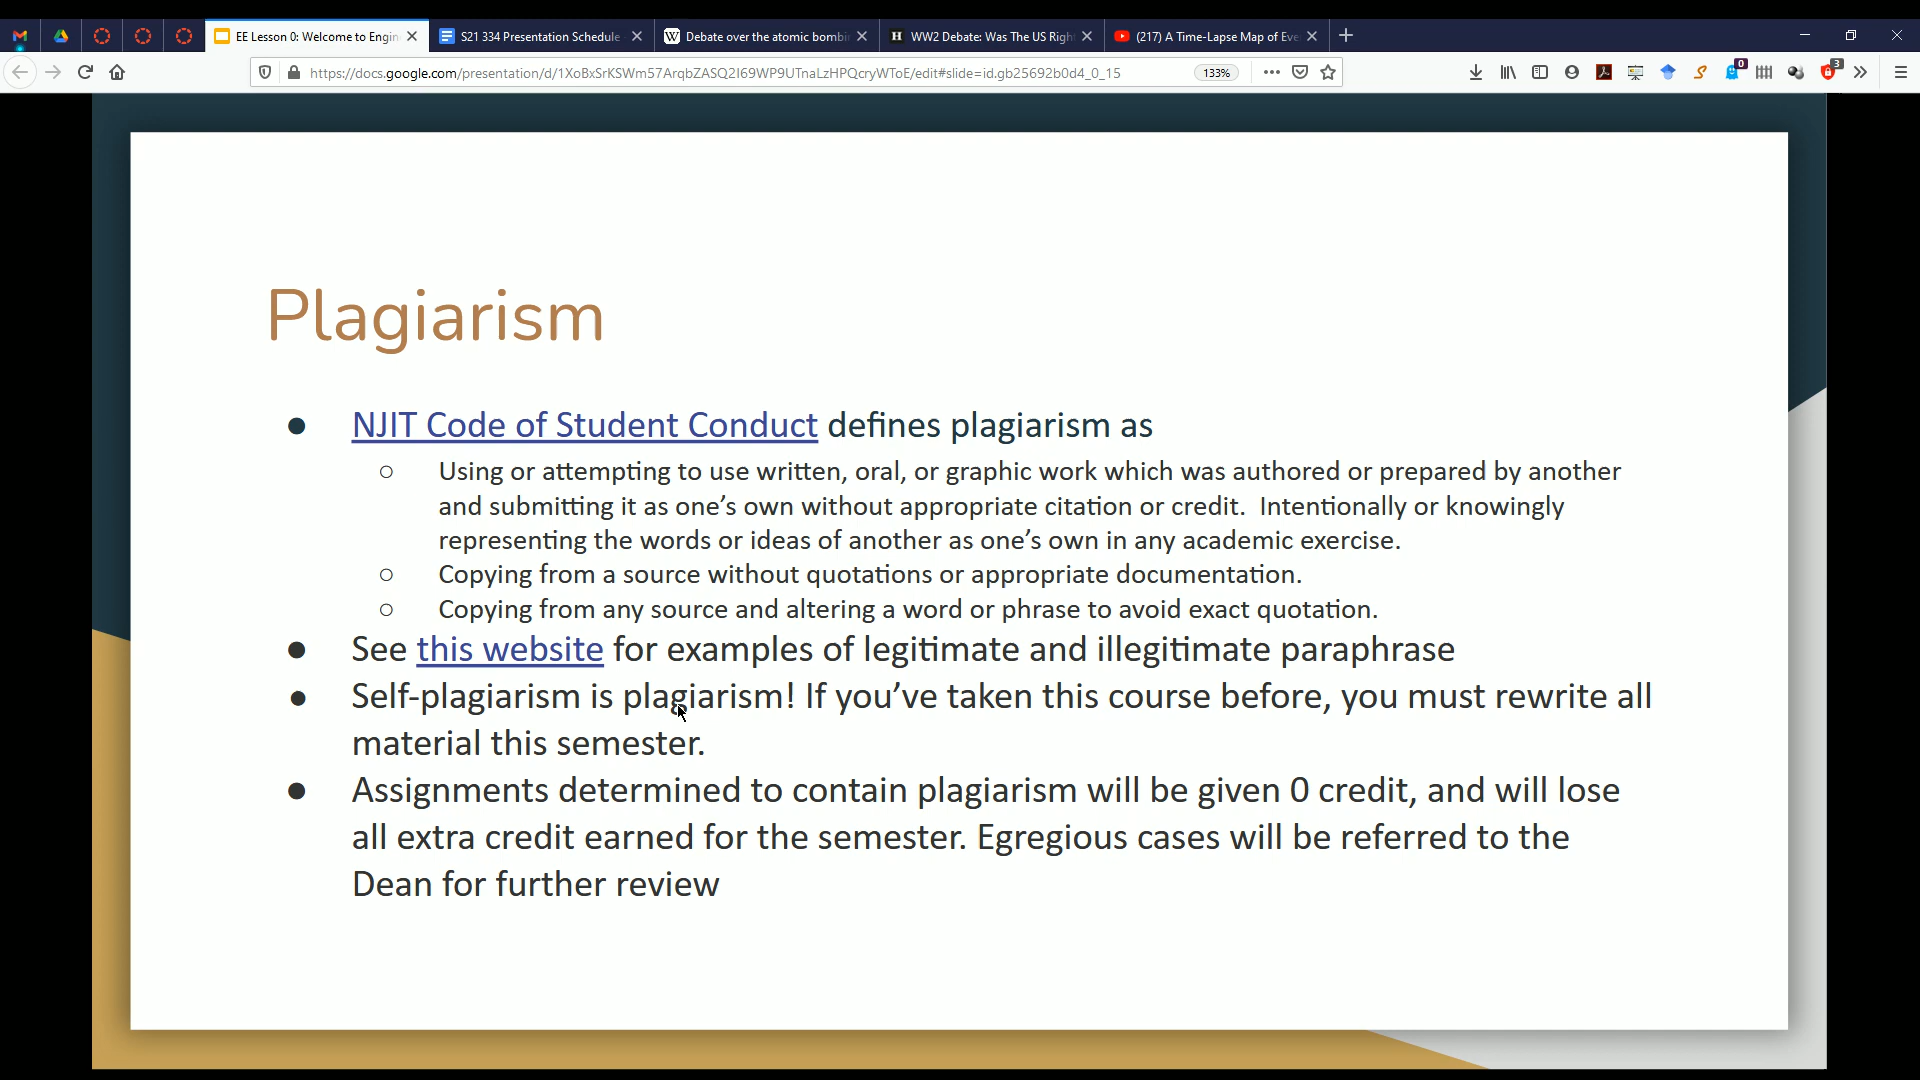 EE Lesson 0: Welcome to Engin
S21 334 Presentation Schedule
W Debate over the atomic bombi
H WW2 Debate: Was The US Righ
(217) A Time-Lapse Map of Eve
https://docs.google.com/presentation/d/1XoBxSrKSWm57ArqbZASQ2I69WP9UTnaLzHPQcryWToE/edit#slide=id.gb25692b0d4_0_15
133%
0
3
Plagiarism
● NJIT Code of Student Conduct defines plagiarism as
○ Using or attempting to use written, oral, or graphic work which was authored or prepared by another
and submitting it as one’s own without appropriate citation or credit.  Intentionally or knowingly
representing the words or ideas of another as one’s own in any academic exercise.
○ Copying from a source without quotations or appropriate documentation.
○ Copying from any source and altering a word or phrase to avoid exact quotation.
● See this website for examples of legitimate and illegitimate paraphrase
● Self-plagiarism is plagiarism! If you’ve taken this course before, you must rewrite all
material this semester.
● Assignments determined to contain plagiarism will be given 0 credit, and will lose
all extra credit earned for the semester. Egregious cases will be referred to the
Dean for further review